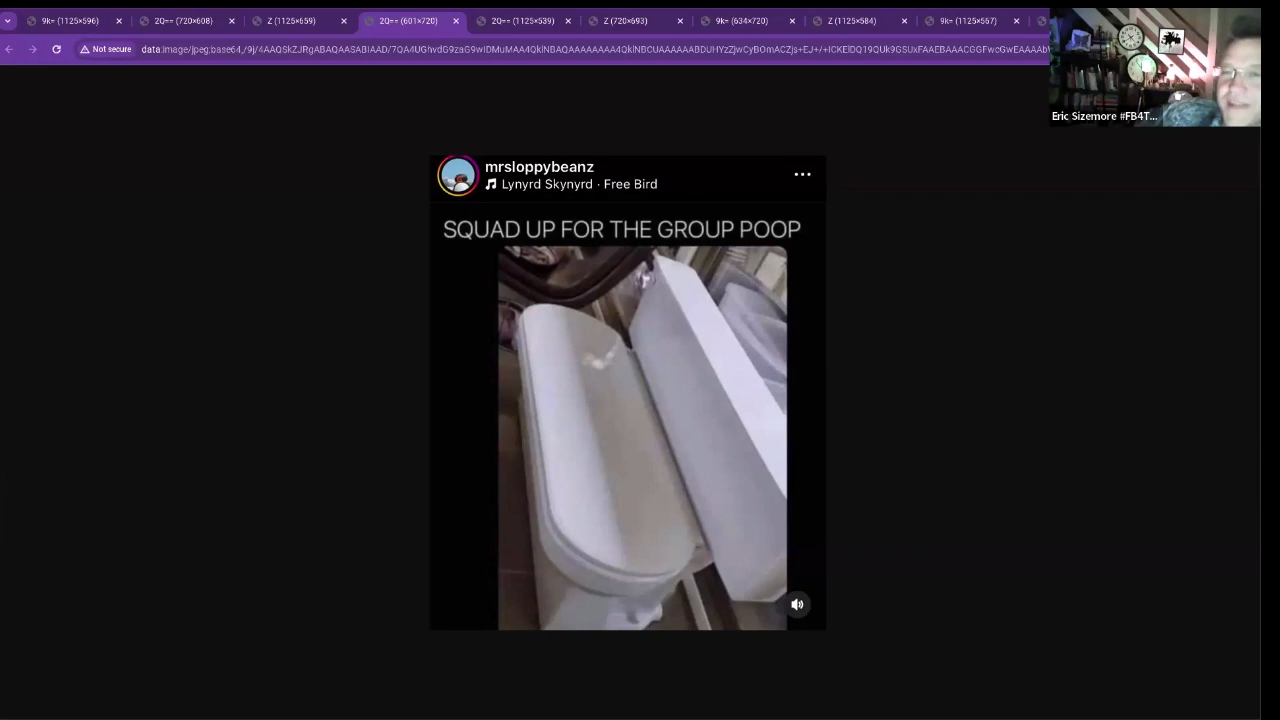 9k= (1125×596)
2Q== (720×608)
Z (1125×659)
2Q== (601×720)
2Q== (1125×539)
Z (720×693)
9k= (634×720)
Z (1125×584)
9k= (1125×567)
Not secure
Eric Sizemore #FB4T...
mrsloppybeanz
Lynyrd Skynyrd · Free Bird
SQUAD UP FOR THE GROUP POOP